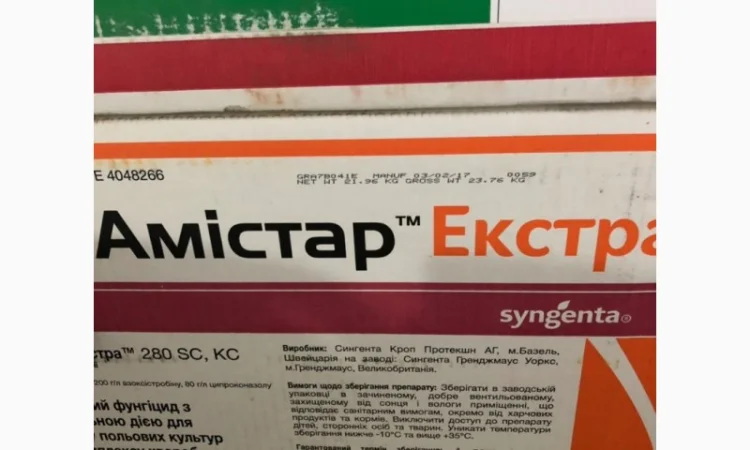 E 4048266
GRA7B041E MANUF 03/02/17 0059
NET WT 21.96 KG GROSS WT 23.76 KG
Амістар™ Екстра
syngenta®
стра™ 280 SC, КС
200 г/л азоксістробіну, 80 г/л ципроконазолу
ий фунгіцид з
ьною дією для
польових культур
Виробник: Сингента Кроп Протекшн АГ, м.Базель,
Швейцарія на заводі: Сингента Гренджмаус Уоркс,
м.Гренджмаус, Великобританія.
Вимоги щодо зберігання препарату: Зберігати в заводській
упаковці в зачиненому, добре вентильованому,
захищеному від сонця і вологи приміщенні, що
відповідає санітарним вимогам, окремо від харчових
продуктів та кормів. Виключити доступ до препарату
дітей, сторонніх осіб та тварин. Уникати температури
зберігання нижче -10°C та вище +35°C.